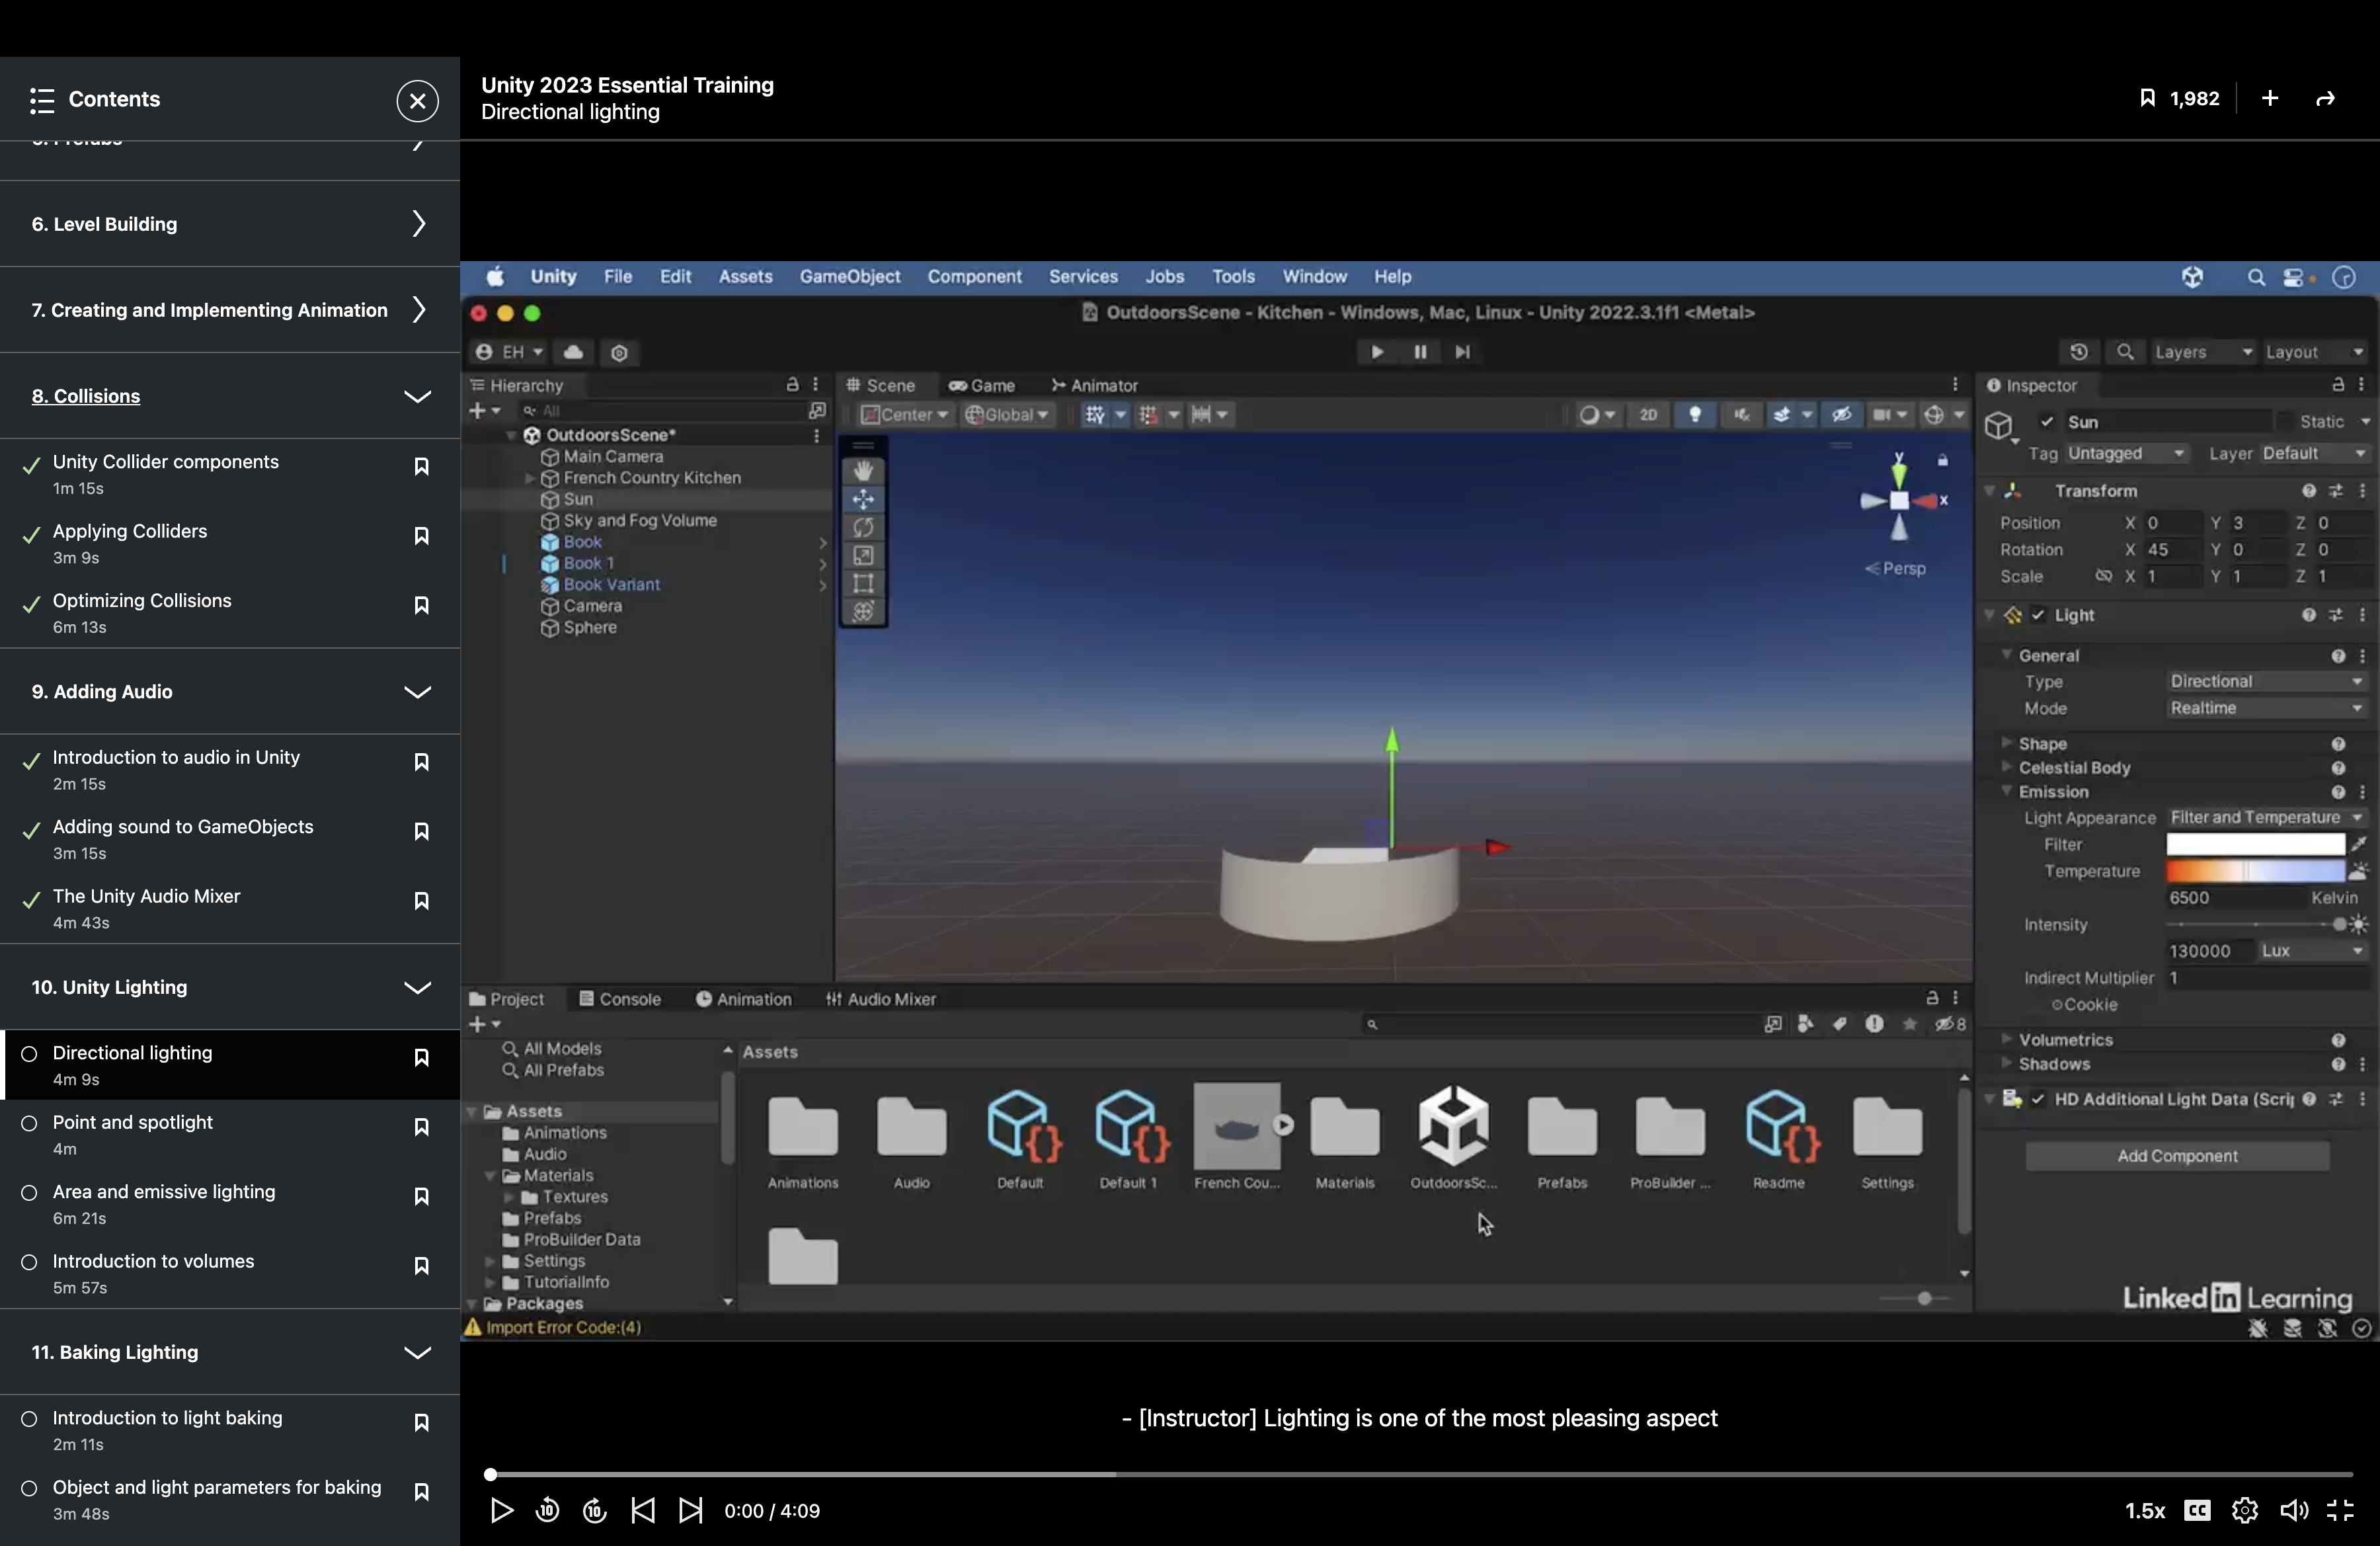 Contents
6. Level Building
7. Creating and Implementing Animation
8. Collisions
Unity Collider components
1m 15s
Applying Colliders
3m 9s
Optimizing Collisions
6m 13s
9. Adding Audio
Introduction to audio in Unity
2m 15s
Adding sound to GameObjects
3m 15s
The Unity Audio Mixer
4m 43s
10. Unity Lighting
Directional lighting
4m 9s
Point and spotlight
4m
Area and emissive lighting
6m 21s
Introduction to volumes
5m 57s
11. Baking Lighting
Introduction to light baking
2m 11s
Object and light parameters for baking
3m 48s
Unity 2023 Essential Training
Directional lighting
1,982
Unity File Edit Assets GameObject Component Services Jobs Tools Window Help
OutdoorsScene - Kitchen - Windows, Mac, Linux - Unity 2022.3.1f1 <Metal>
EH
Layers
Layout
Hierarchy
All
OutdoorsScene*
Main Camera
French Country Kitchen
Sun
Sky and Fog Volume
Book
Book 1
Book Variant
Camera
Sphere
Scene Game Animator
Center Global 2D
y
x
Persp
Inspector
Sun Static
Tag Untagged Layer Default
Transform
Position X 0 Y 3 Z 0
Rotation X 45 Y 0 Z 0
Scale X 1 Y 1 Z 1
Light
General
Type Directional
Mode Realtime
Shape
Celestial Body
Emission
Light Appearance Filter and Temperature
Filter
Temperature
6500 Kelvin
Intensity
130000 Lux
Indirect Multiplier 1
Cookie
Volumetrics
Shadows
HD Additional Light Data (Scrip
Add Component
Project Console Animation Audio Mixer
8
All Models
All Prefabs
Assets
Animations
Audio
Materials
Textures
Prefabs
ProBuilder Data
Settings
TutorialInfo
Packages
Assets
Animations Audio Default Default 1 French Cou... Materials OutdoorsSc... Prefabs ProBuilder ... Readme Settings
Import Error Code:(4)
Linked in Learning
- [Instructor] Lighting is one of the most pleasing aspect
10 10 0:00 / 4:09
1.5x CC